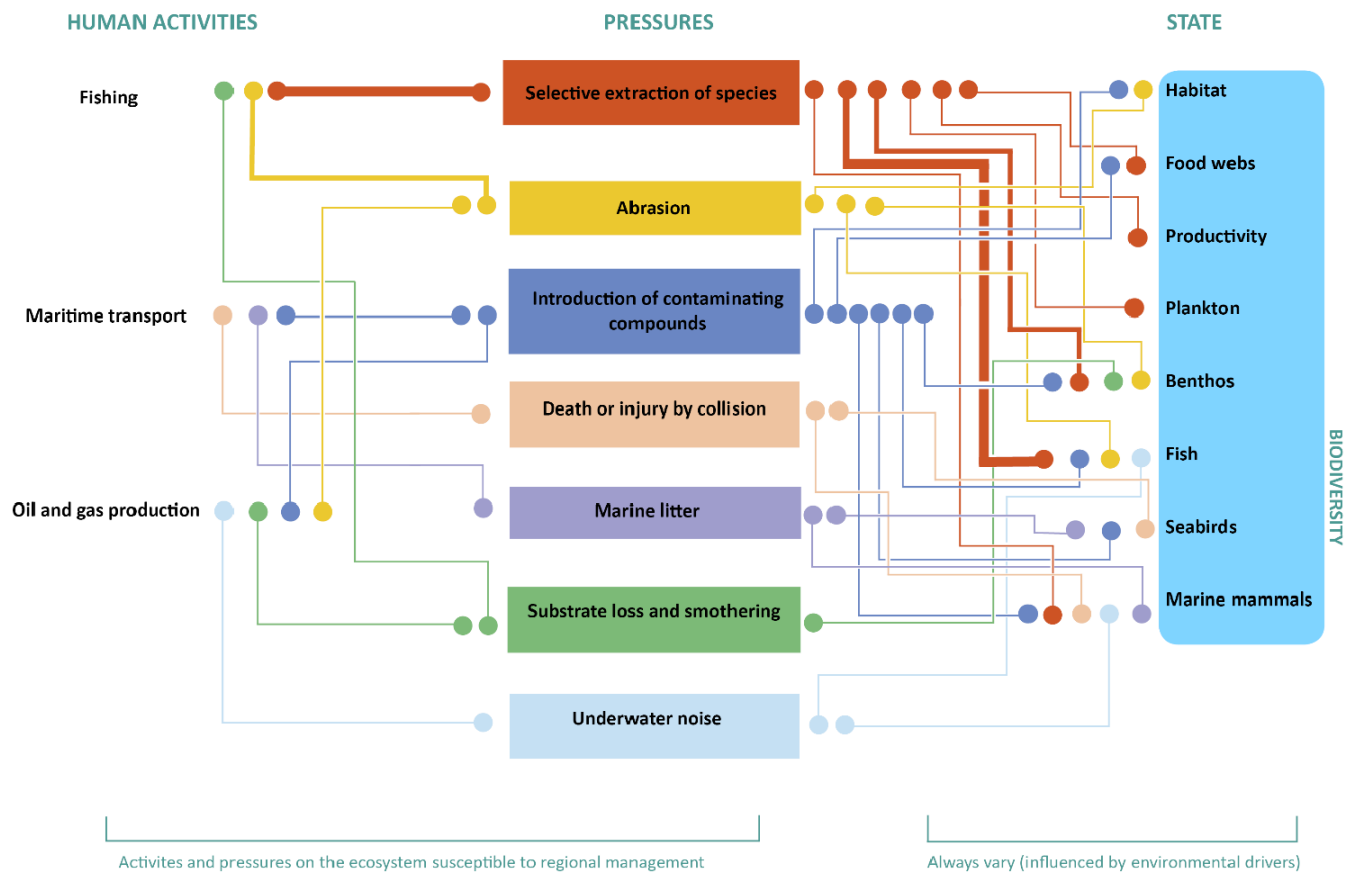 HUMAN ACTIVITIES
PRESSURES
STATE
Fishing
Selective extraction of species
Habitat
Food webs
Abrasion
Productivity
Maritime transport
Introduction of contaminating
compounds
Plankton
Benthos
Death or injury by collision
Fish
BIODIVERSITY
Oil and gas production
Marine litter
Seabirds
Substrate loss and smothering
Marine mammals
Underwater noise
Activites and pressures on the ecosystem susceptible to regional management
Always vary (influenced by environmental drivers)